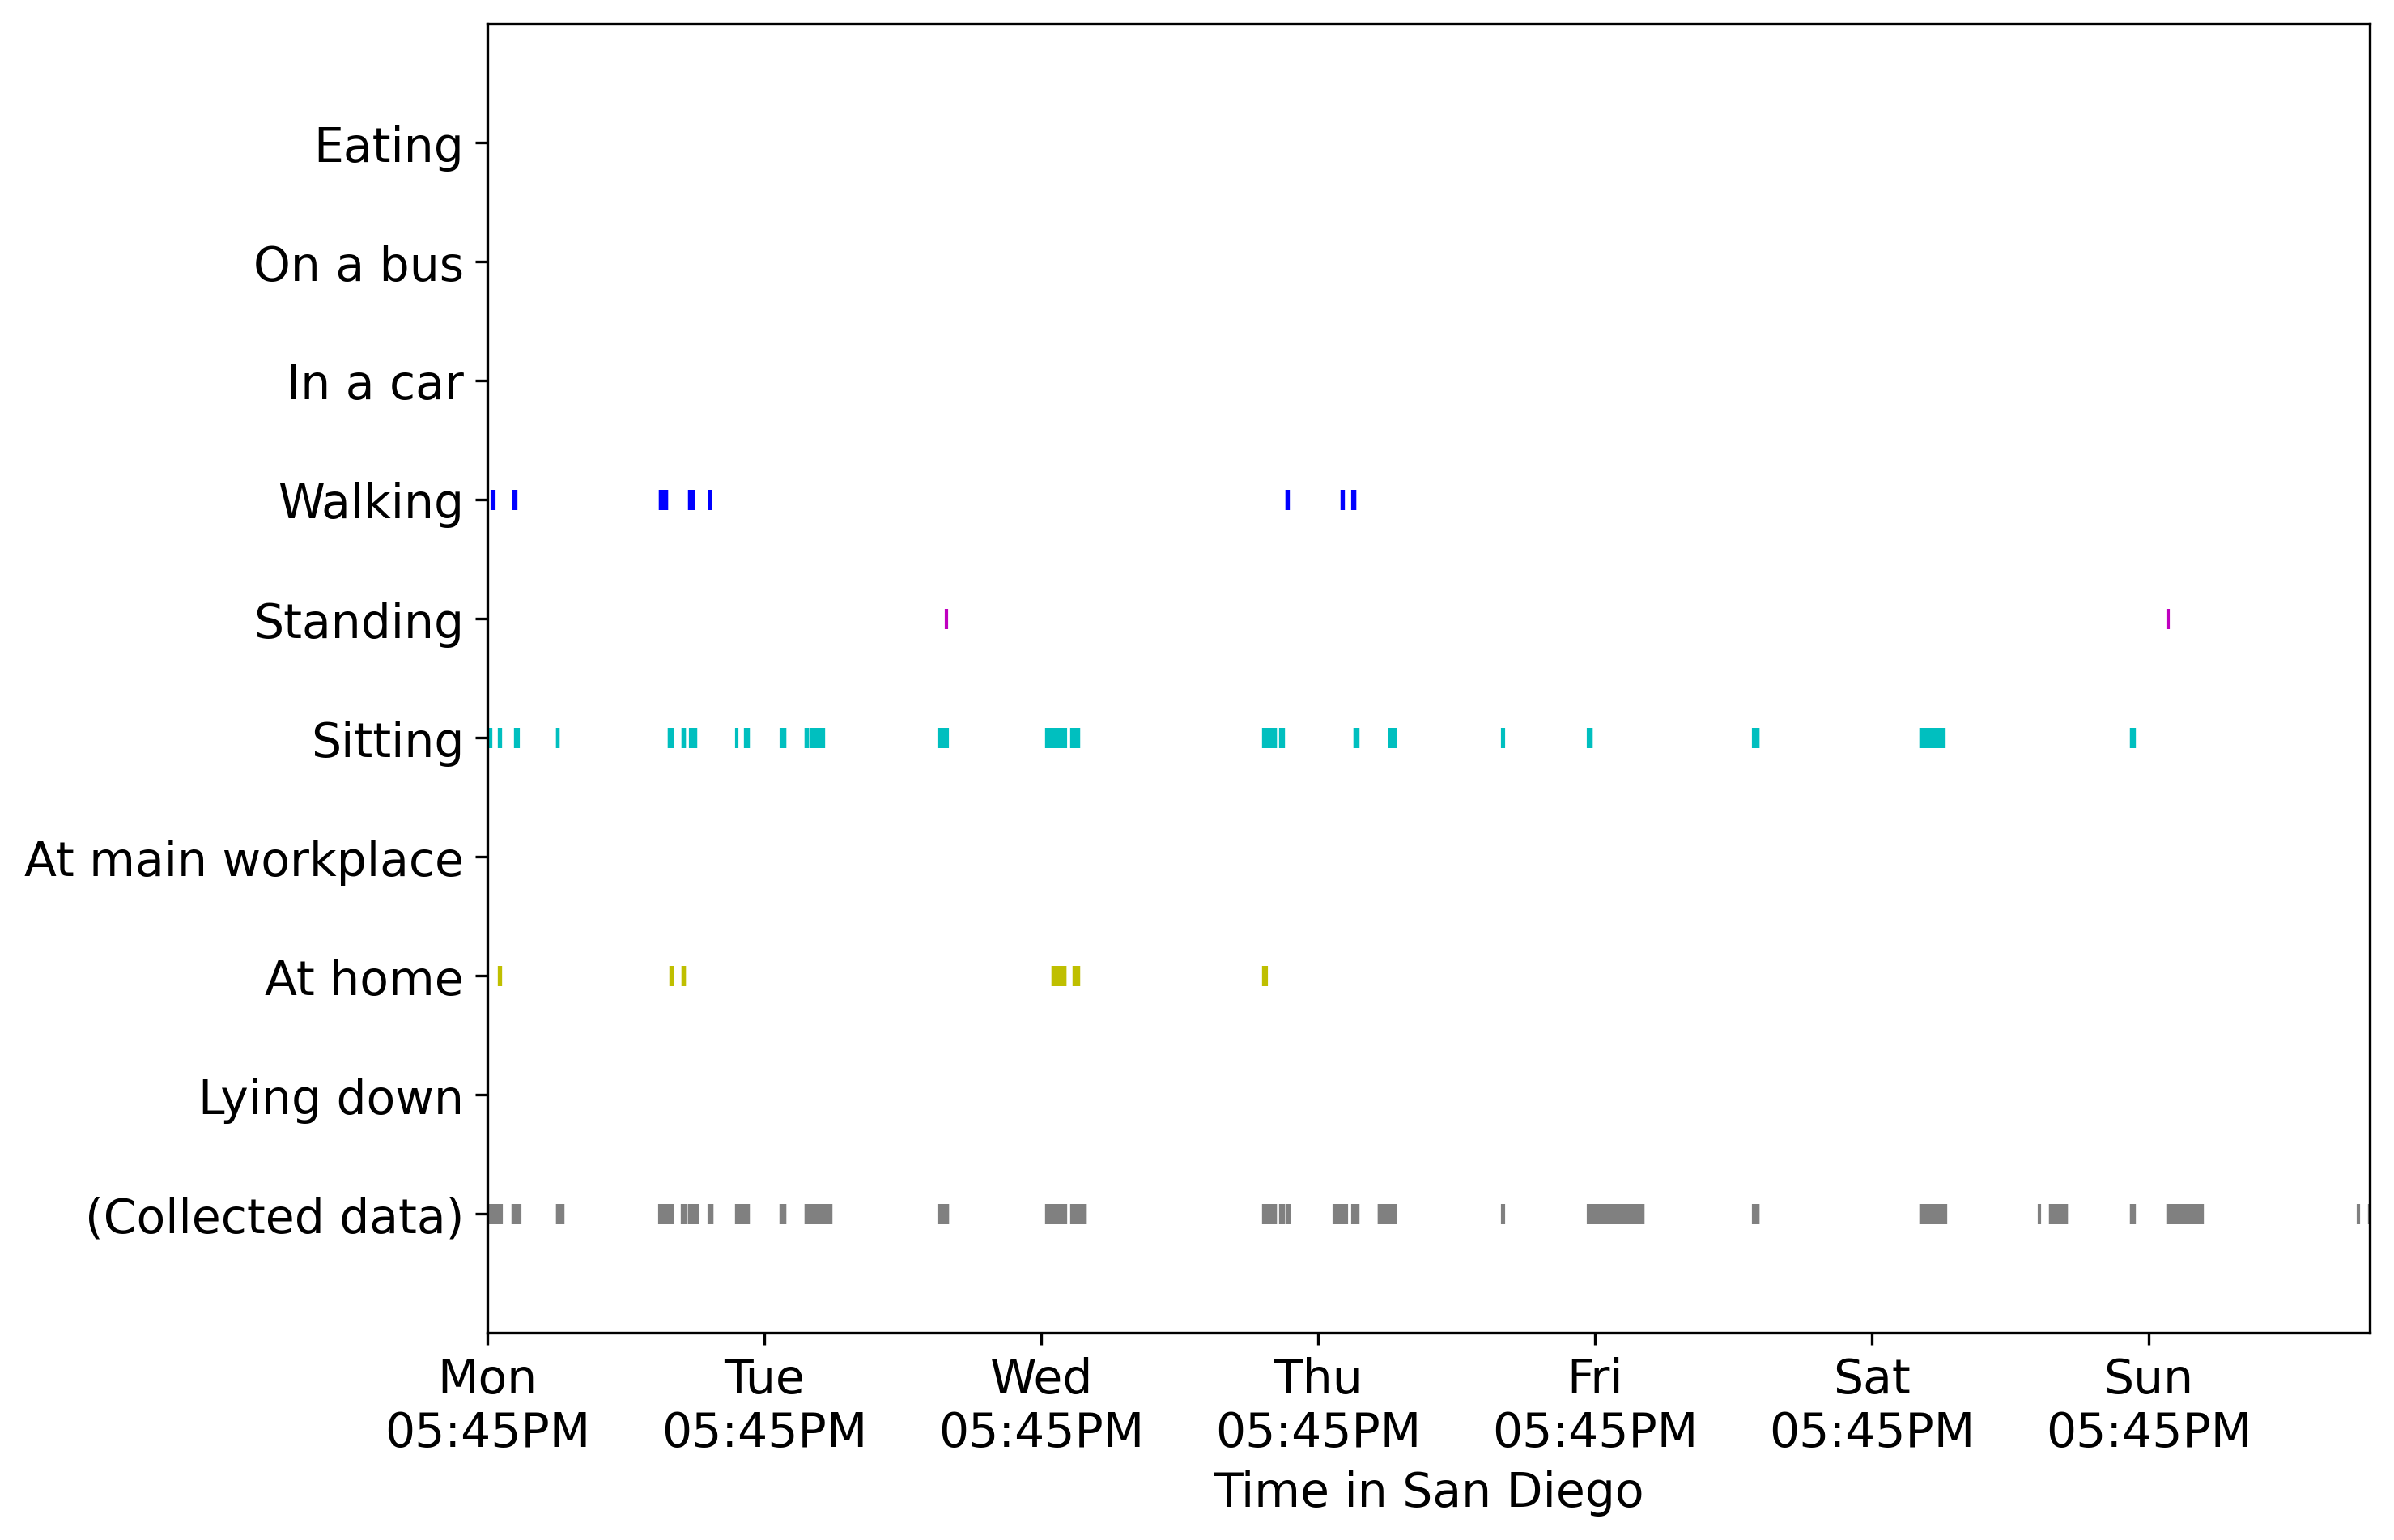 Eating
On a bus
In a car
Walking
Standing
Sitting
At main workplace
At home
Lying down
(Collected data)
Mon Tue Wed Thu Fri Sat Sun
05:45PM 05:45PM 05:45PM 05:45PM 05:45PM 05:45PM 05:45PM
Time in San Diego